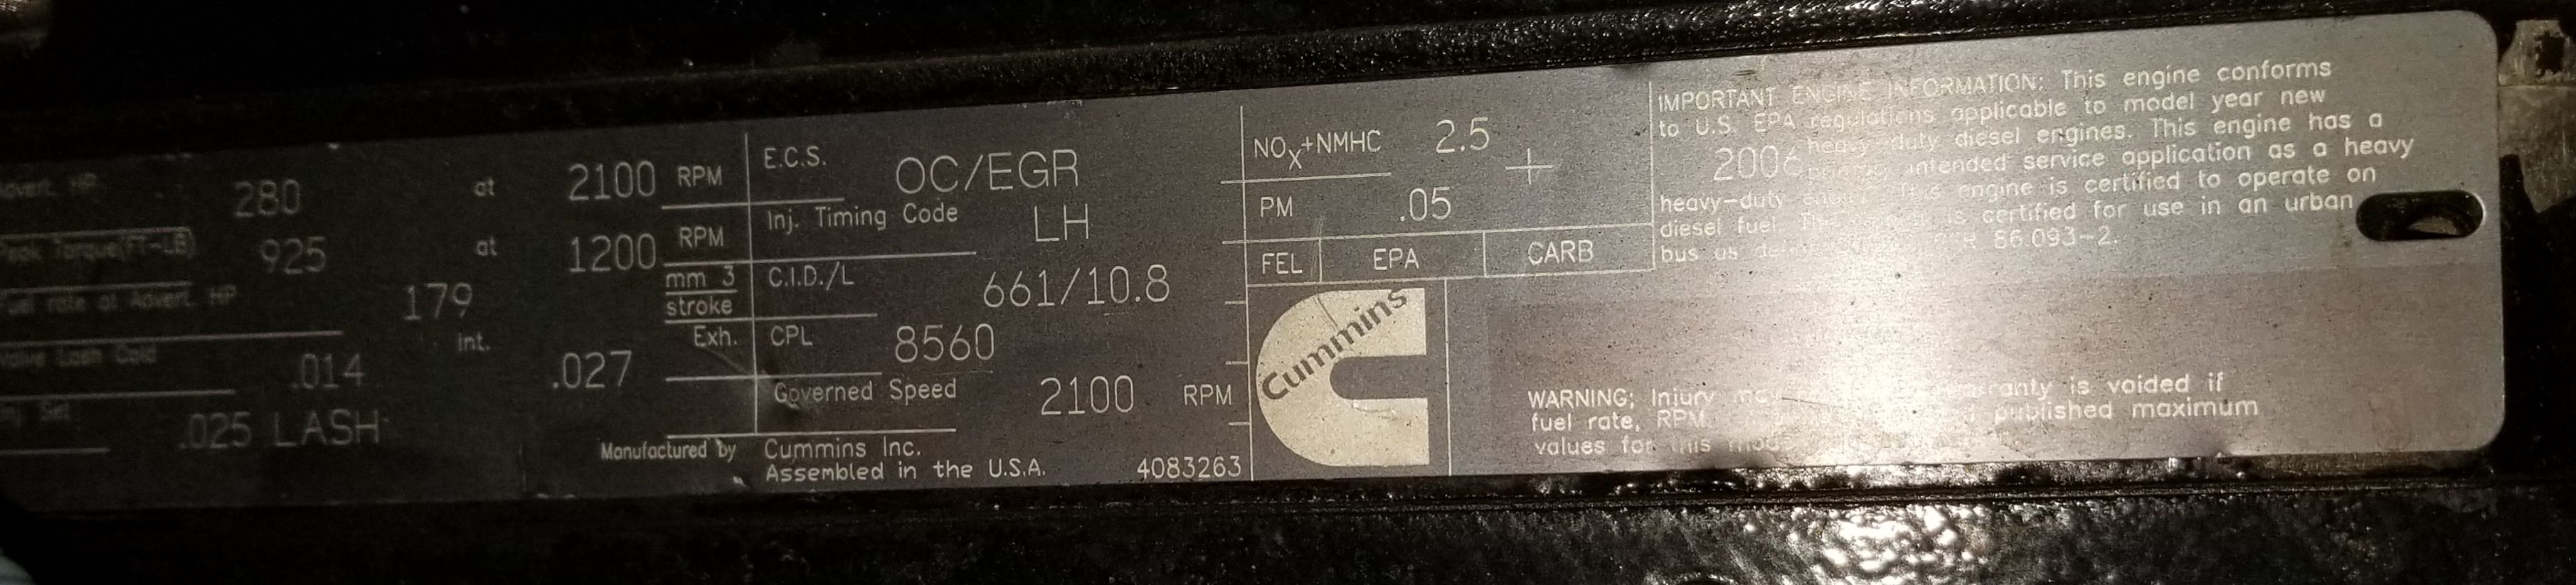 Advert. HP 280 at 2100 RPM
Peak Torque(FT-LB) 925 at 1200 RPM
Fuel rate at Advert. HP 179 mm 3 stroke
Valve Lash Cold .014 Int. .027 Exh.
Inj Set .025 LASH
E.C.S. OC/EGR
Inj. Timing Code LH
C.I.D./L 661/10.8
CPL 8560
Governed Speed 2100 RPM
Manufactured by Cummins Inc.
Assembled in the U.S.A. 4083263
NOX+NMHC 2.5
PM .05
FEL EPA CARB
Cummins
IMPORTANT ENGINE INFORMATION: This engine conforms
to U.S. EPA regulations applicable to model year new
2006 heavy duty diesel engines. This engine has a
intended service application as a heavy
heavy-duty This engine is certified to operate on
diesel fuel. is certified for use in an urban
bus as 86.093-2.
WARNING: Injury may warranty is voided if
fuel rate, RPM published maximum
values for this